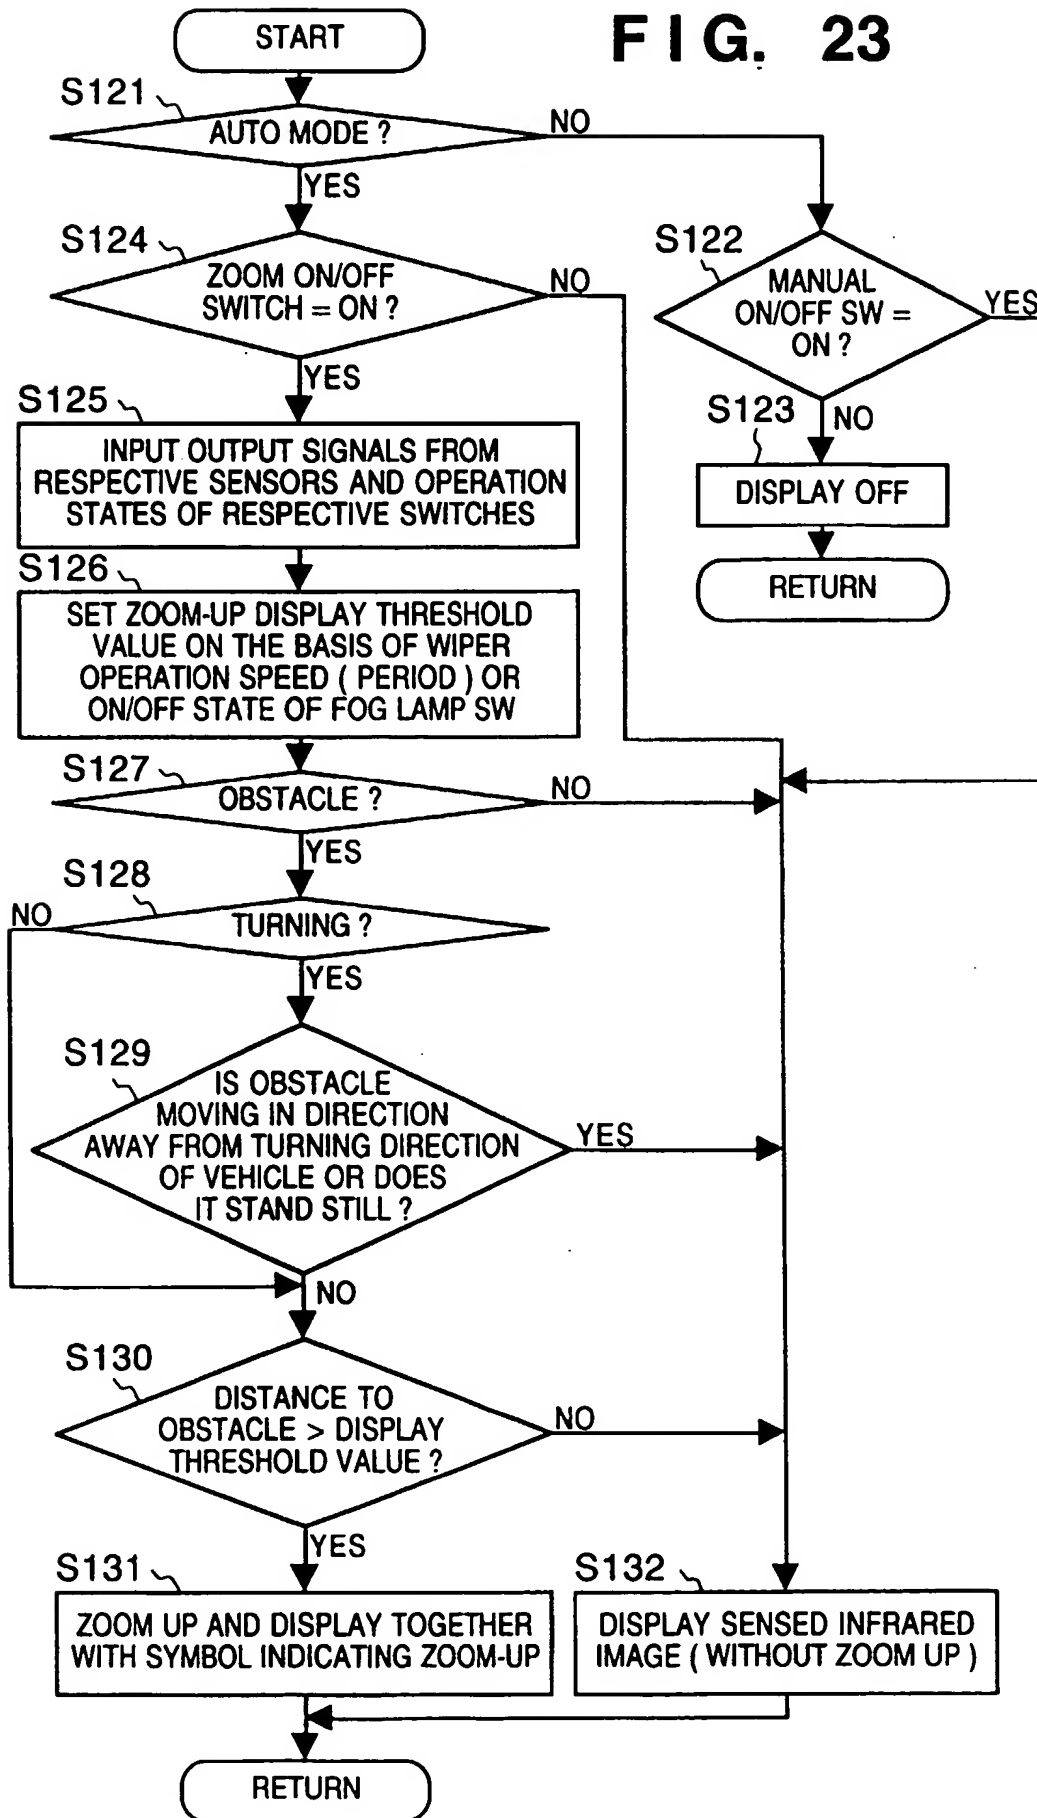 FIG. 23
START
S121
AUTO MODE ?
NO
YES
S124
ZOOM ON/OFF
SWITCH = ON ?
NO
YES
S122
MANUAL
ON/OFF SW =
ON ?
YES
NO
S123
DISPLAY OFF
RETURN
S125
INPUT OUTPUT SIGNALS FROM
RESPECTIVE SENSORS AND OPERATION
STATES OF RESPECTIVE SWITCHES
S126
SET ZOOM-UP DISPLAY THRESHOLD
VALUE ON THE BASIS OF WIPER
OPERATION SPEED ( PERIOD ) OR
ON/OFF STATE OF FOG LAMP SW
S127
OBSTACLE ?
NO
YES
S128
NO
TURNING ?
YES
S129
IS OBSTACLE
MOVING IN DIRECTION
AWAY FROM TURNING DIRECTION
OF VEHICLE OR DOES
IT STAND STILL ?
YES
NO
S130
DISTANCE TO
OBSTACLE > DISPLAY
THRESHOLD VALUE ?
NO
YES
S131
ZOOM UP AND DISPLAY TOGETHER
WITH SYMBOL INDICATING ZOOM-UP
S132
DISPLAY SENSED INFRARED
IMAGE ( WITHOUT ZOOM UP )
RETURN